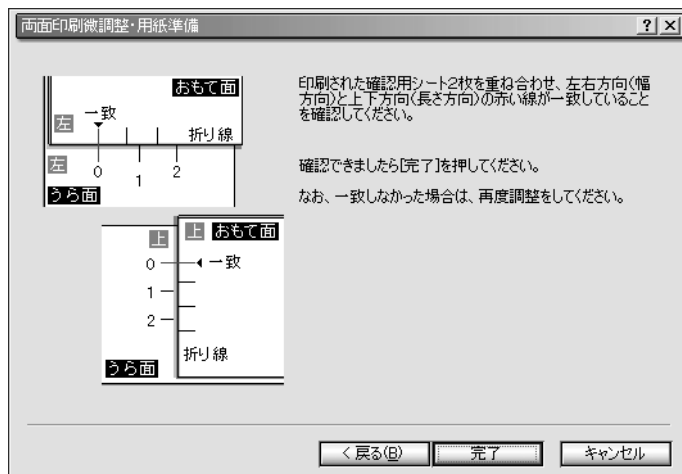 両面印刷微調整・用紙準備
おもて面
左
一致
折り線
左
0
1
2
うら面
上
上 おもて面
0
一致
1
2
折り線
うら面
印刷された確認用シート2枚を重ね合わせ、左右方向(幅
方向)と上下方向(長さ方向)の赤い線が一致していること
を確認してください。
確認できましたら[完了]を押してください。
なお、一致しなかった場合は、再度調整をしてください。
< 戻る(B)
完了
キャンセル